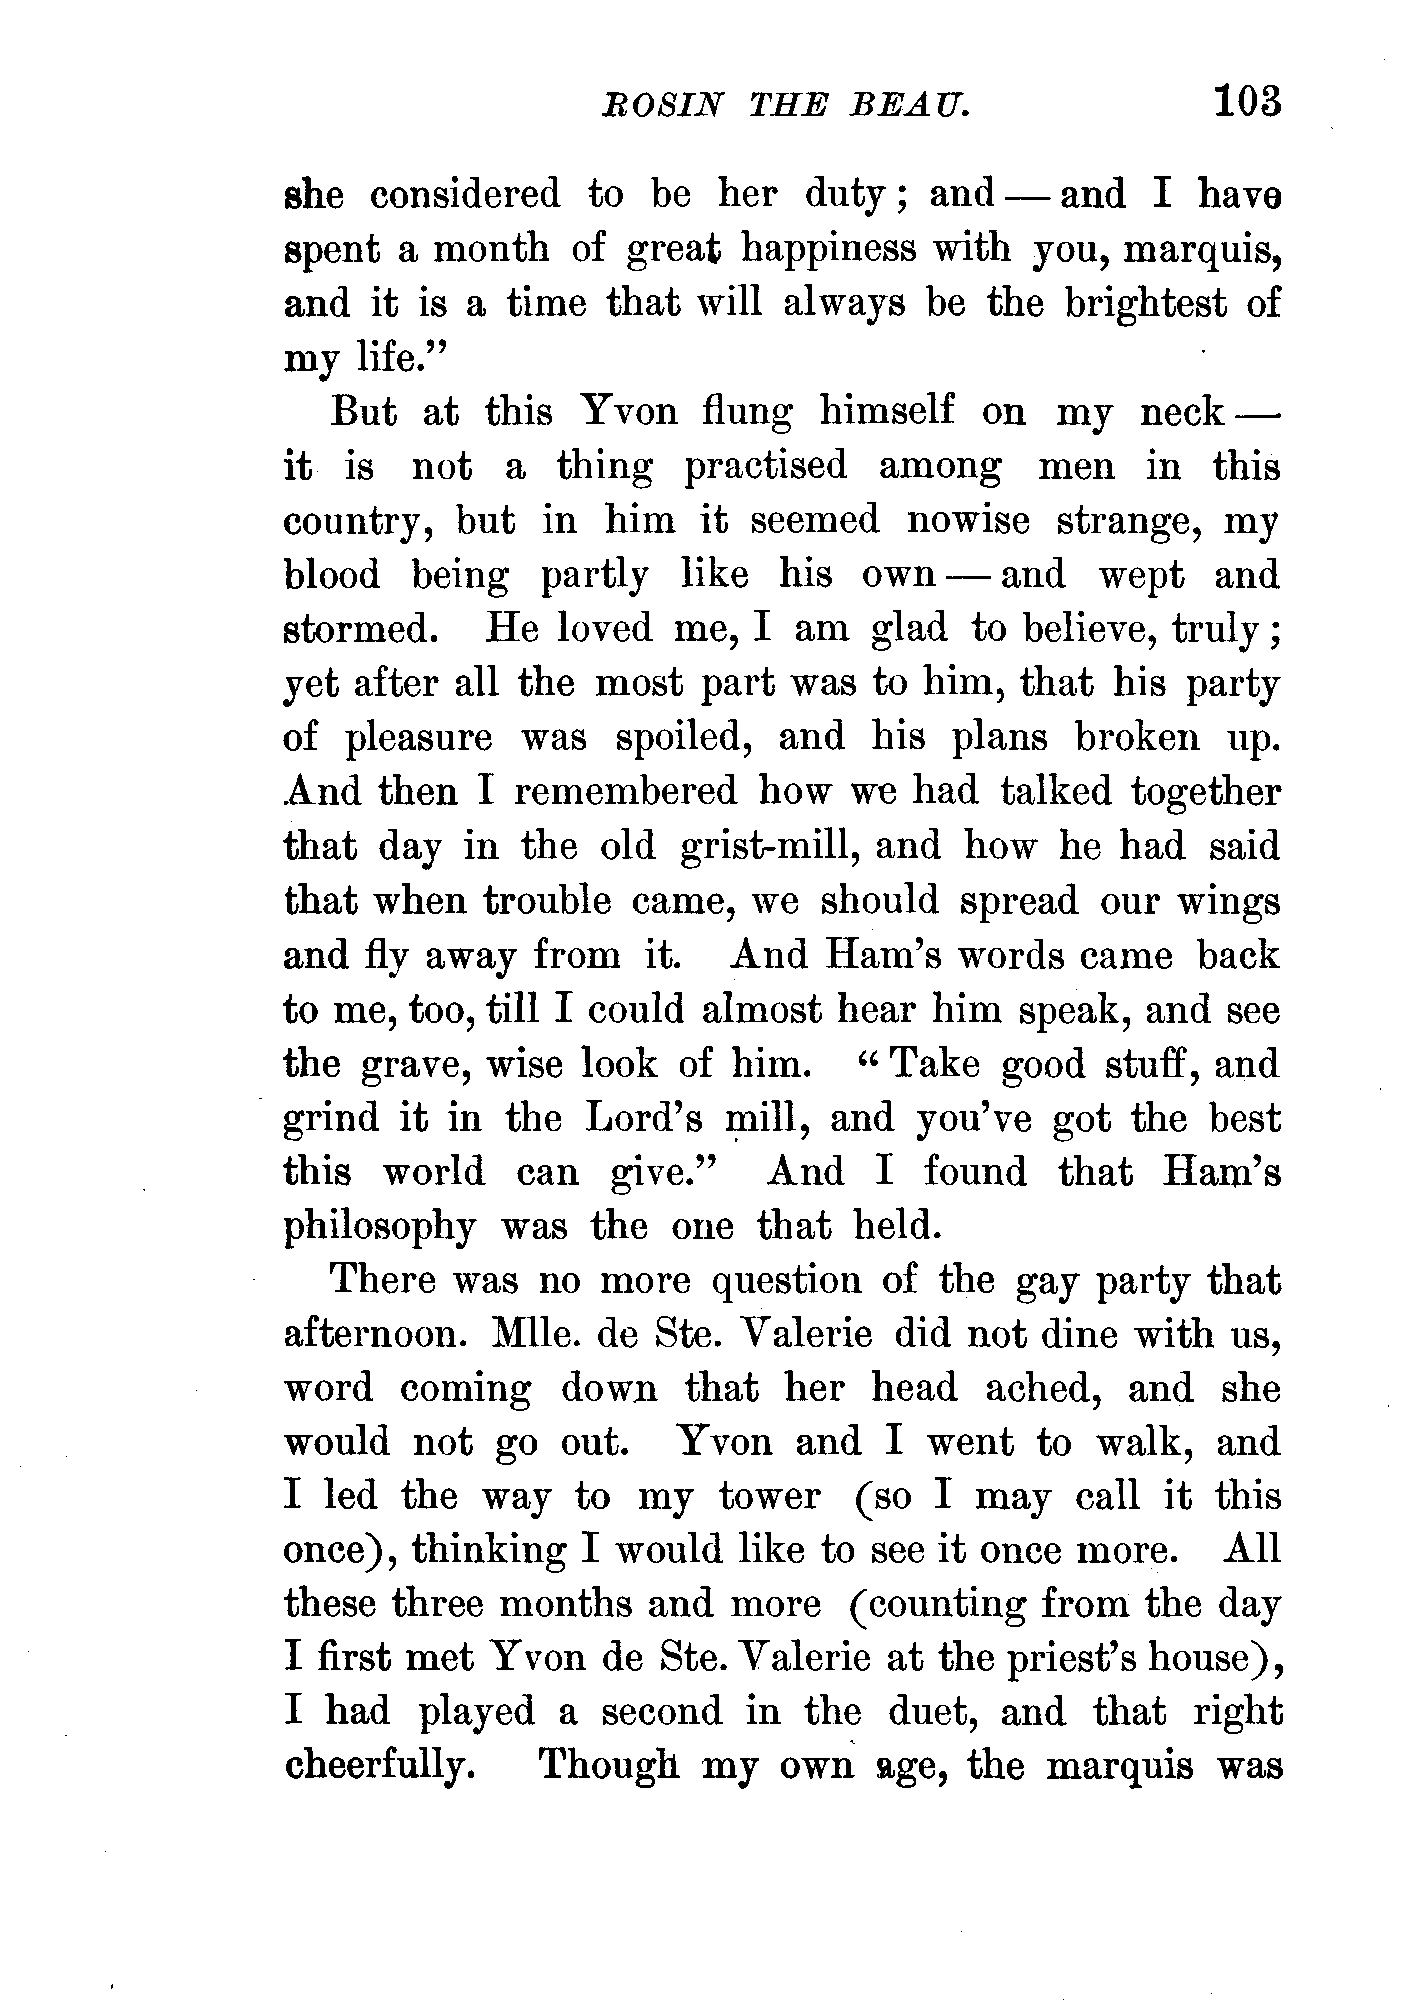 ROSIN THE BEAU. 103
she considered to be her duty; and — and I have
spent a month of great happiness with you, marquis,
and it is a time that will always be the brightest of
my life.”
But at this Yvon flung himself on my neck —
it is not a thing practised among men in this
country, but in him it seemed nowise strange, my
blood being partly like his own — and wept and
stormed. He loved me, I am glad to believe, truly;
yet after all the most part was to him, that his party
of pleasure was spoiled, and his plans broken up.
And then I remembered how we had talked together
that day in the old grist-mill, and how he had said
that when trouble came, we should spread our wings
and fly away from it. And Ham’s words came back
to me, too, till I could almost hear him speak, and see
the grave, wise look of him. “Take good stuff, and
grind it in the Lord’s mill, and you’ve got the best
this world can give.” And I found that Ham’s
philosophy was the one that held.
There was no more question of the gay party that
afternoon. Mlle. de Ste. Valerie did not dine with us,
word coming down that her head ached, and she
would not go out. Yvon and I went to walk, and
I led the way to my tower (so I may call it this
once), thinking I would like to see it once more. All
these three months and more (counting from the day
I first met Yvon de Ste. Valerie at the priest’s house),
I had played a second in the duet, and that right
cheerfully. Though my own age, the marquis was